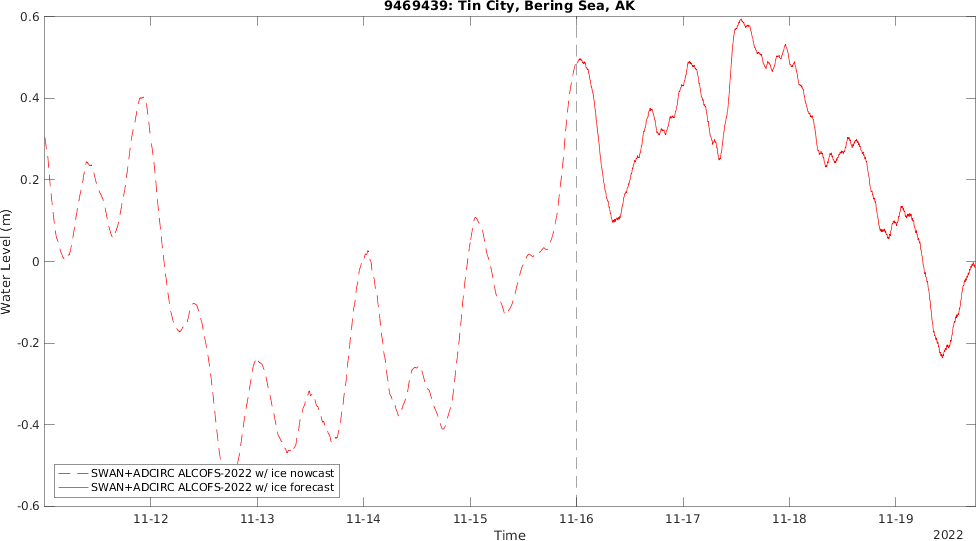 9469439: Tin City, Bering Sea, AK
0.6
0.4
0.2
0
-0.2
-0.4
-0.6
Water Level (m)
SWAN+ADCIRC ALCOFS-2022 w/ ice nowcast
SWAN+ADCIRC ALCOFS-2022 w/ ice forecast
11-12 11-13 11-14 11-15 11-16 11-17 11-18 11-19
Time
2022